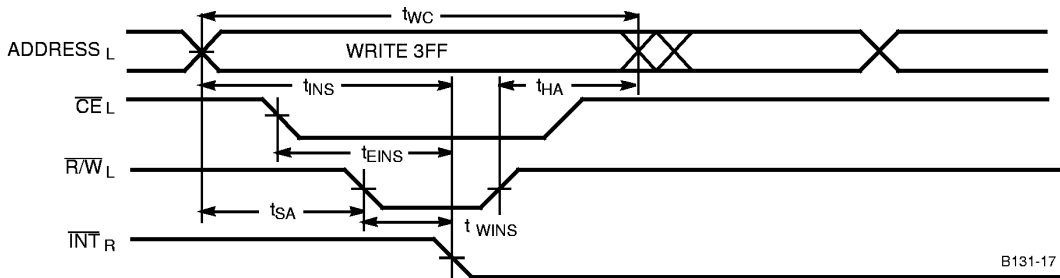 tWC
ADDRESS L
WRITE 3FF
tINS
tHA
CE L
tEINS
R/W L
tSA
t WINS
INT R
B131-17